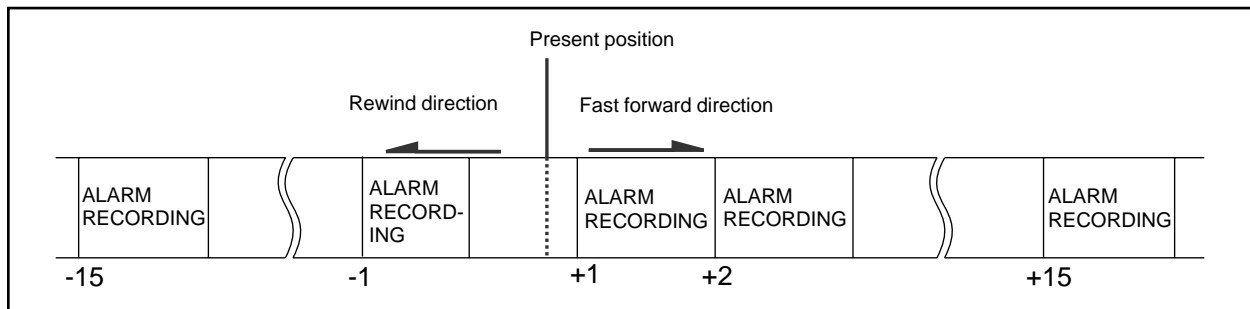 Present position
Rewind direction
Fast forward direction
ALARM
RECORDING
ALARM
RECORD-
ING
ALARM
RECORDING
ALARM
RECORDING
ALARM
RECORDING
-15
-1
+1
+2
+15